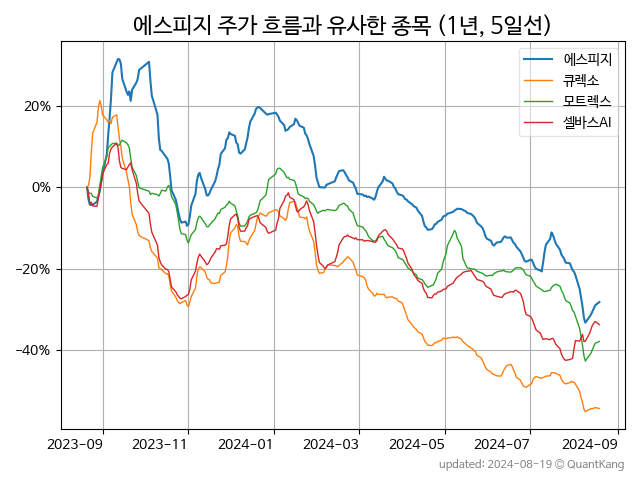 에스피지 주가 흐름과 유사한 종목 (1년, 5일선)
에스피지
큐렉소
모트렉스
셀바스AI
20%
0%
−20%
−40%
2023-09 2023-11 2024-01 2024-03 2024-05 2024-07 2024-09
updated: 2024-08-19 © QuantKang